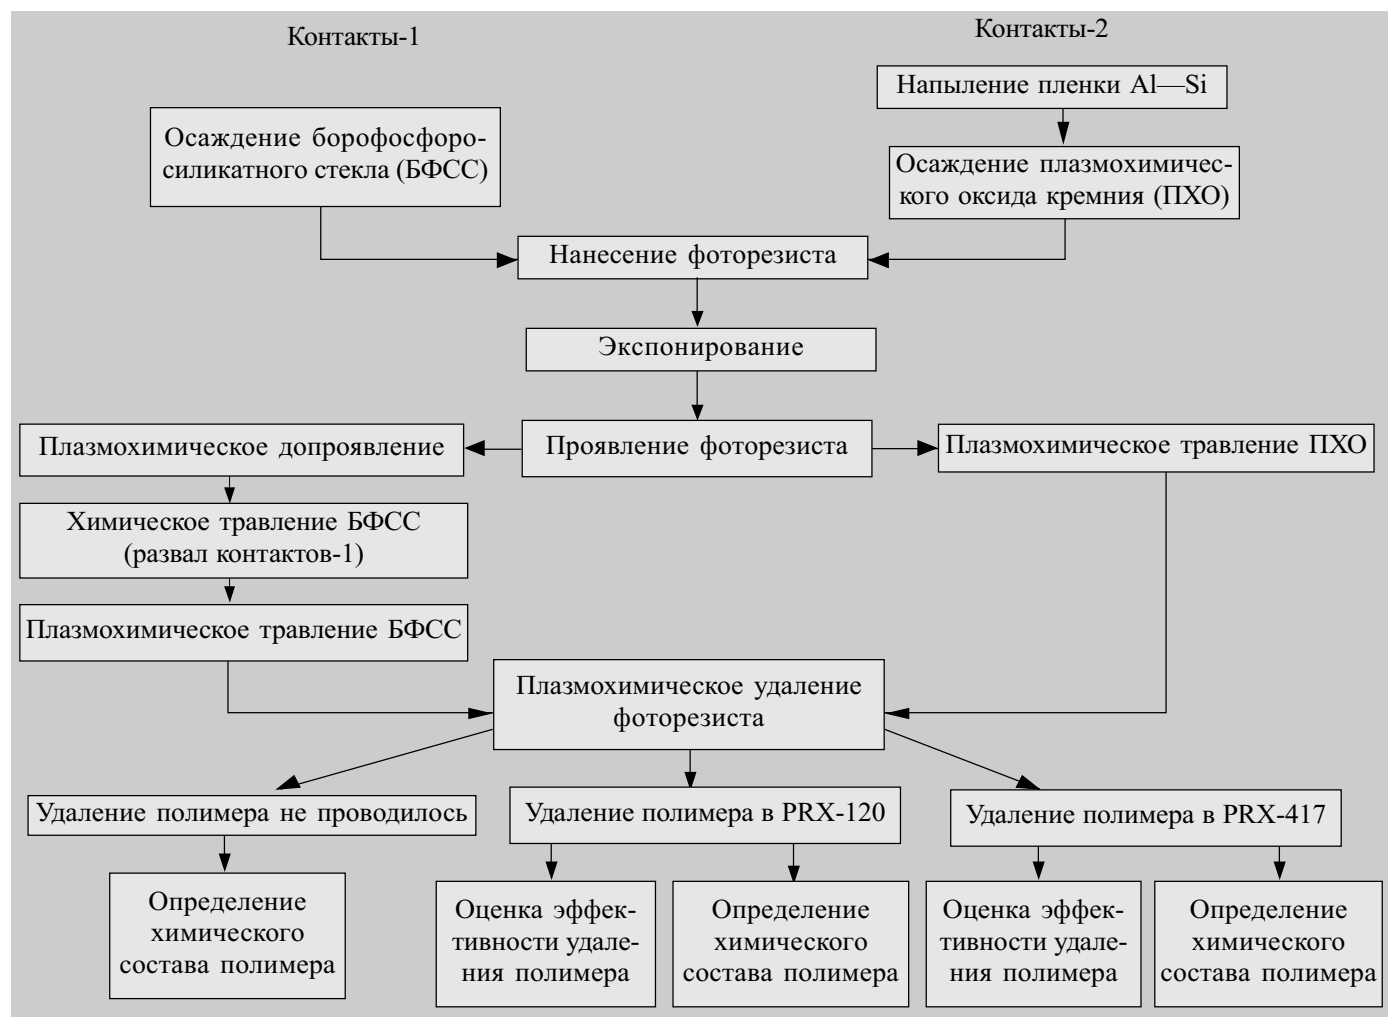 Контакты-1
Контакты-2
Напыление пленки Al—Si
Осаждение борофосфоро-
силикатного стекла (БФСС)
Осаждение плазмохимичес-
кого оксида кремния (ПХО)
Нанесение фоторезиста
Экспонирование
Плазмохимическое допроявление
Проявление фоторезиста
Плазмохимическое травление ПХО
Химическое травление БФСС
(развал контактов-1)
Плазмохимическое травление БФСС
Плазмохимическое удаление
фоторезиста
Удаление полимера не проводилось
Удаление полимера в PRX-120
Удаление полимера в PRX-417
Определение
химического
состава полимера
Оценка эффек-
тивности удале-
ния полимера
Определение
химического
состава полимера
Оценка эффек-
тивности удале-
ния полимера
Определение
химического
состава полимера